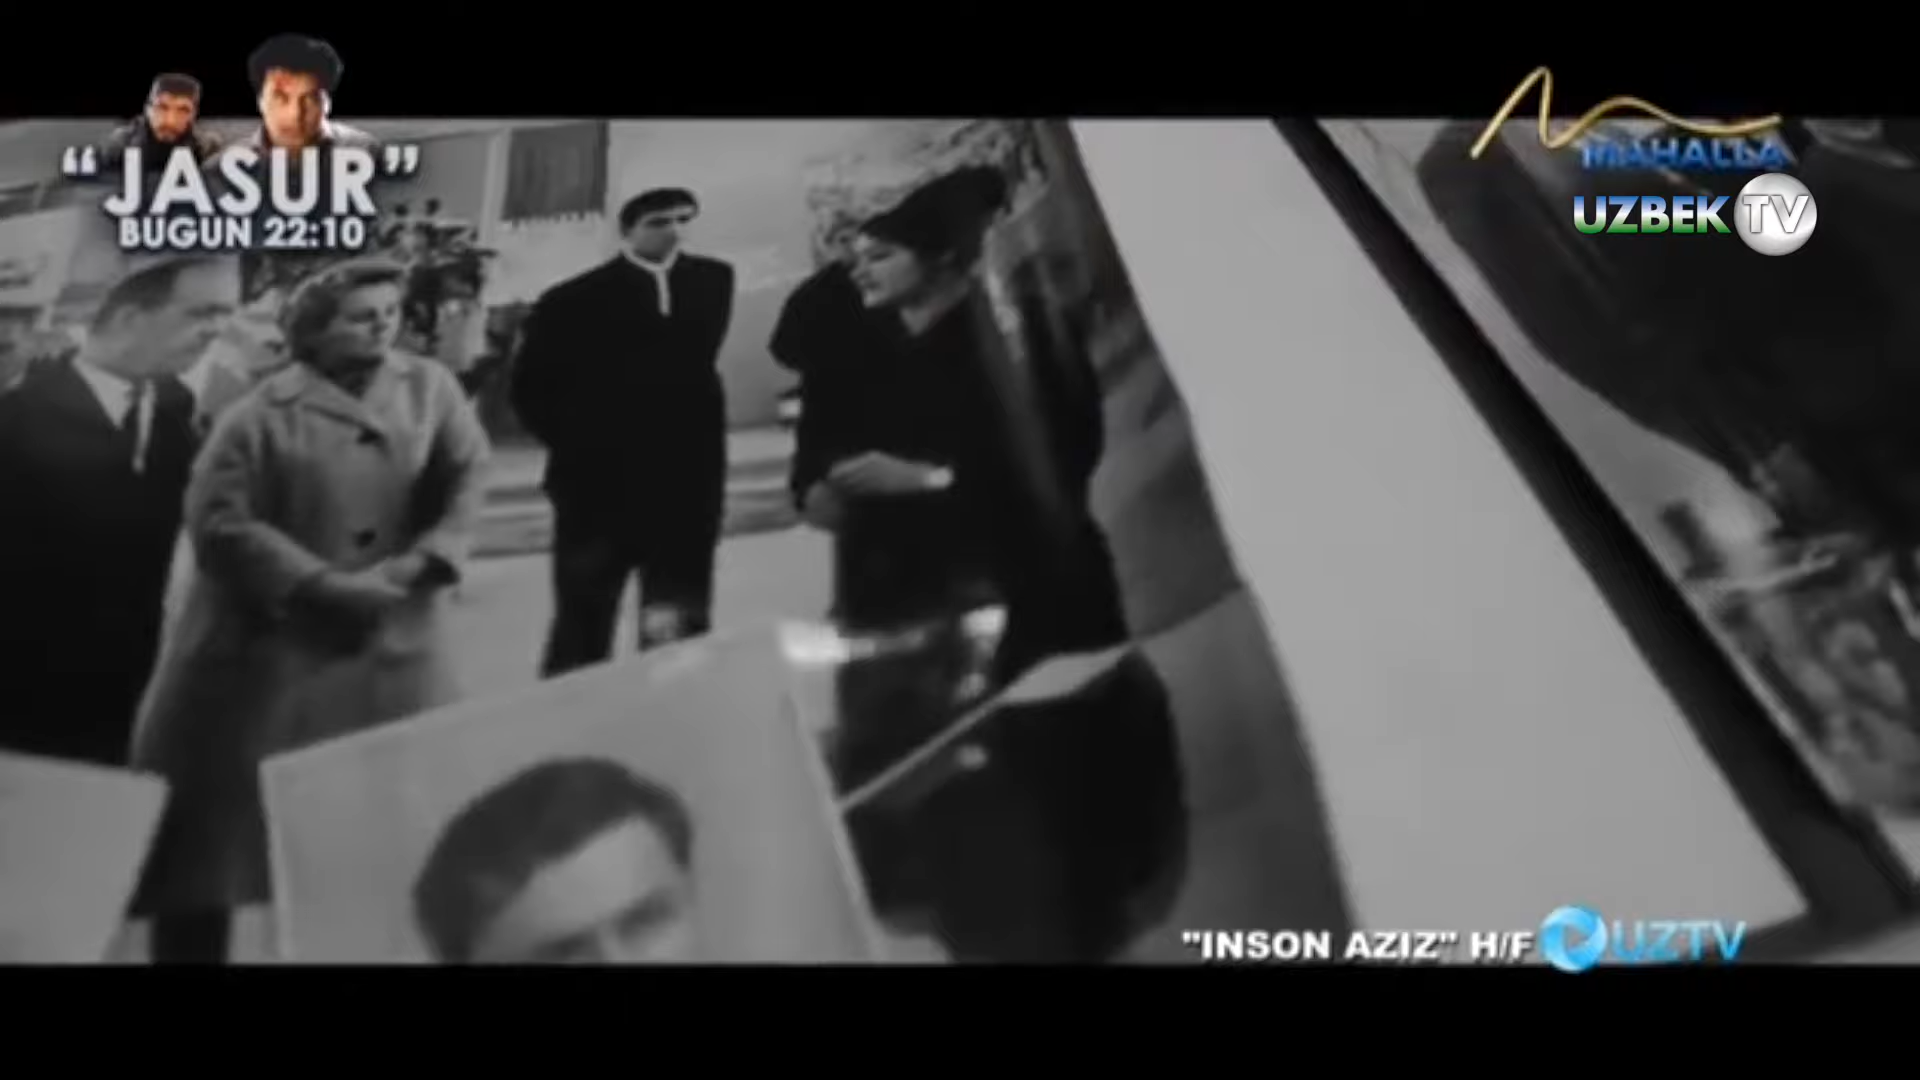 “JASUR”
BUGUN 22:10
MAHALLA
UZBEK TV
"INSON AZIZ" H/F
UZTV